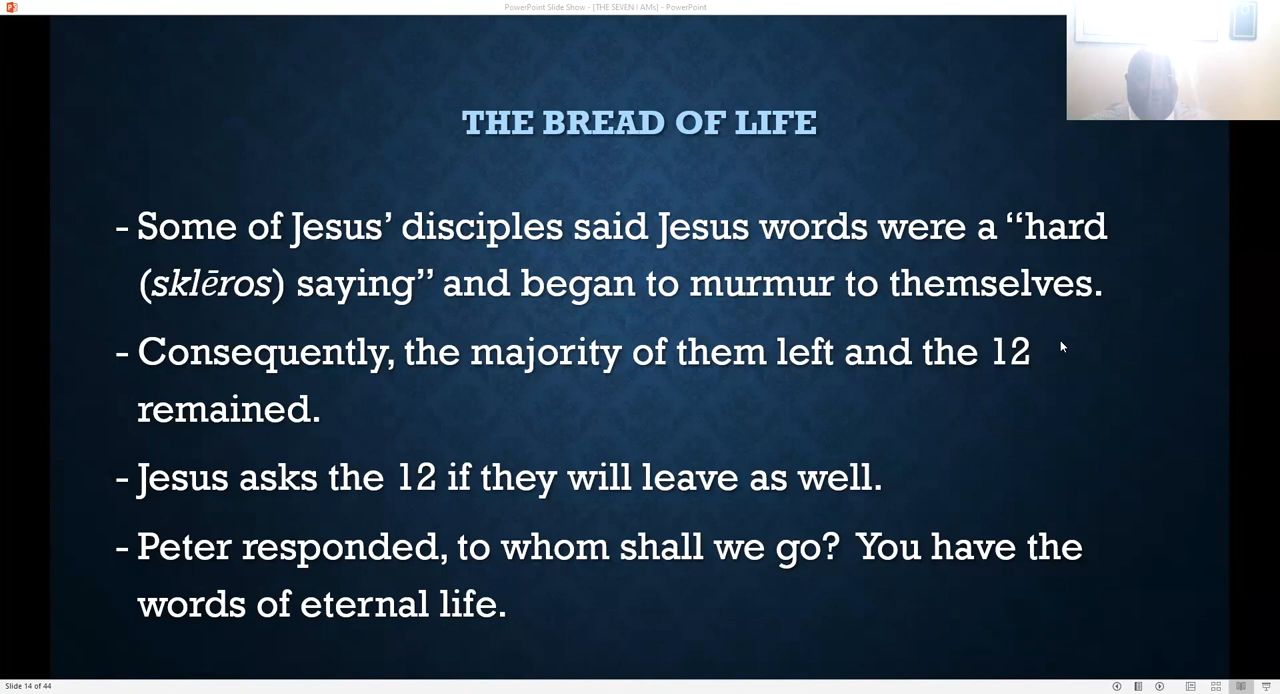 PowerPoint Slide Show - [THE SEVEN I AMs] - PowerPoint
THE BREAD OF LIFE
- Some of Jesus’ disciples said Jesus words were a “hard
(sklēros) saying” and began to murmur to themselves.
- Consequently, the majority of them left and the 12
remained.
- Jesus asks the 12 if they will leave as well.
- Peter responded, to whom shall we go?  You have the
words of eternal life.
Slide 14 of 44